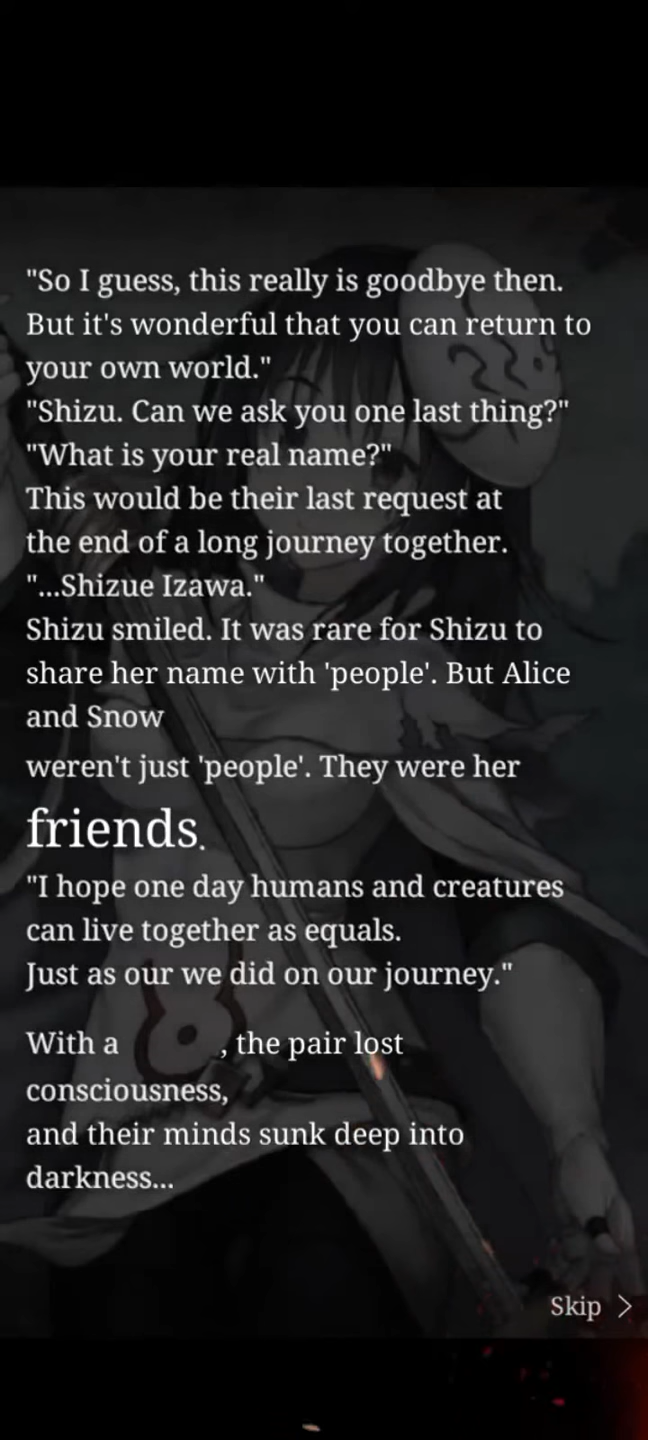 "So I guess, this really is goodbye then.
But it's wonderful that you can return to
your own world."
"Shizu. Can we ask you one last thing?"
"What is your real name?"
This would be their last request at
the end of a long journey together.
"...Shizue Izawa."
Shizu smiled. It was rare for Shizu to
share her name with 'people'. But Alice
and Snow
weren't just 'people'. They were her
friends.
"I hope one day humans and creatures
can live together as equals.
Just as our we did on our journey."
With a , the pair lost
consciousness,
and their minds sunk deep into
darkness...
Skip >